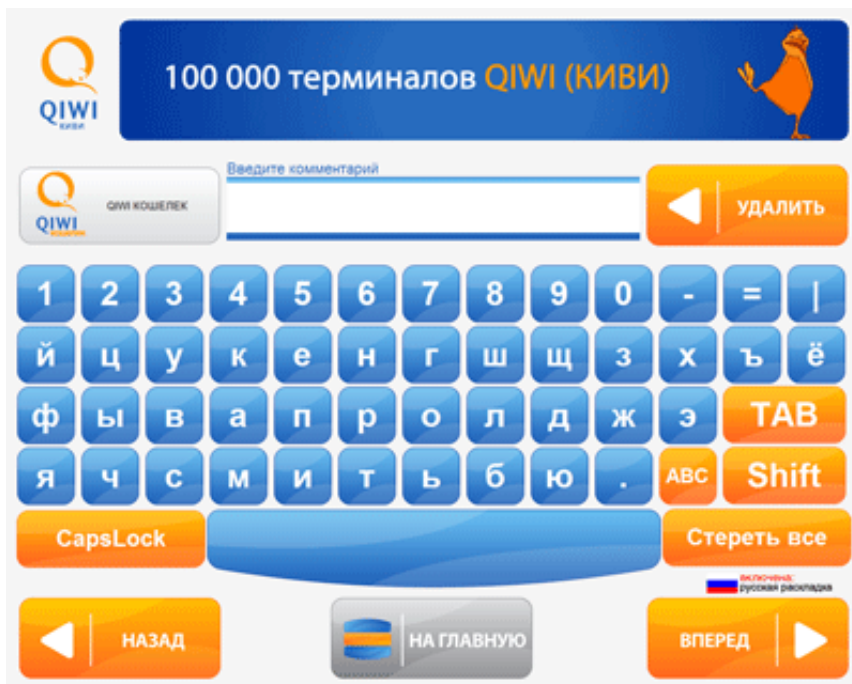 100 000 терминалов QIWI (КИВИ)
QIWI
КИВИ
Введите комментарий
QIWI КОШЕЛЕК
QIWI
УДАЛИТЬ
1 2 3 4 5 6 7 8 9 0 - = |
й ц у к е н г ш щ з х ъ ё
ф ы в а п р о л д ж э TAB
я ч с м и т ь б ю . ABC Shift
CapsLock Стереть все
включена:
русская раскладка
НАЗАД НА ГЛАВНУЮ ВПЕРЕД